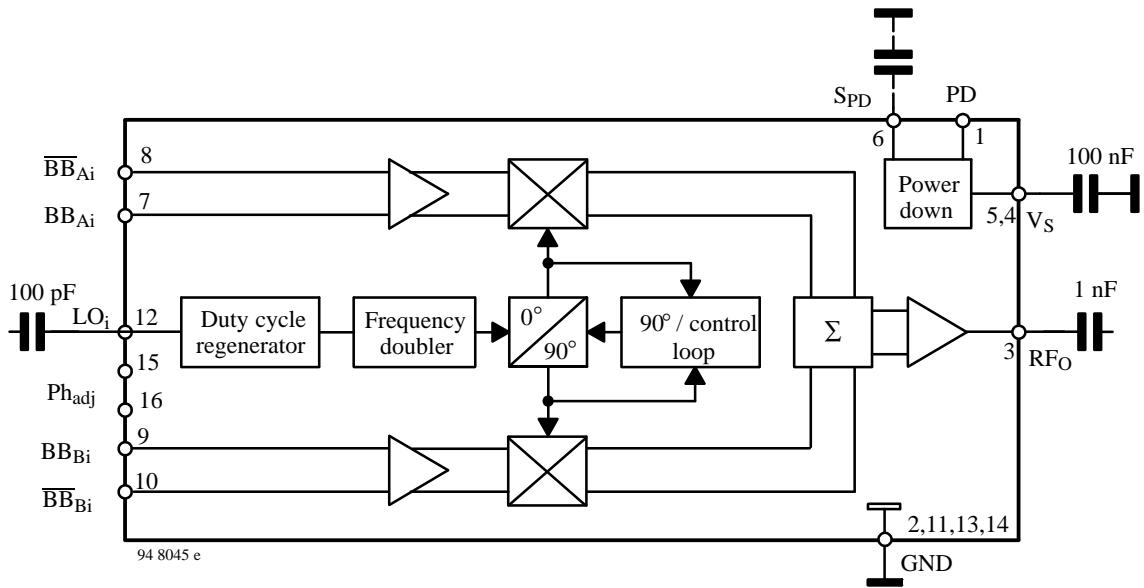 S_PD
PD
6
1
8
B̅B̅_Ai
7
BB_Ai
Power
down
100 nF
5,4
V_S
100 pF
LO_i
12
Duty cycle
regenerator
Frequency
doubler
0°
90°
90° / control
loop
Σ
1 nF
3
RF_O
15
Ph_adj
16
9
BB_Bi
10
B̅B̅_Bi
2,11,13,14
94 8045 e
GND